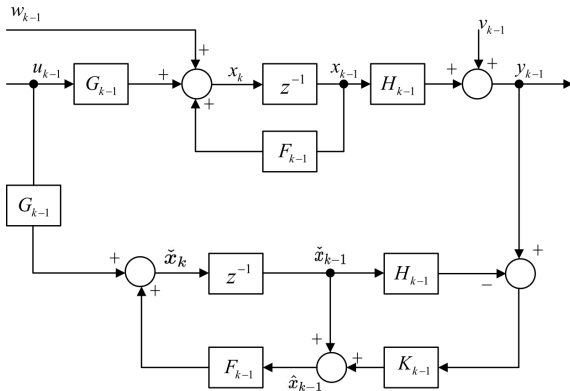 w_{k-1}
v_{k-1}
u_{k-1} G_{k-1} + + + x_k z^{-1} x_{k-1} H_{k-1} + + y_{k-1}
F_{k-1}
G_{k-1}
+ + x̌_k z^{-1} x̌_{k-1} H_{k-1} − +
F_{k-1} x̂_{k-1} + + K_{k-1}